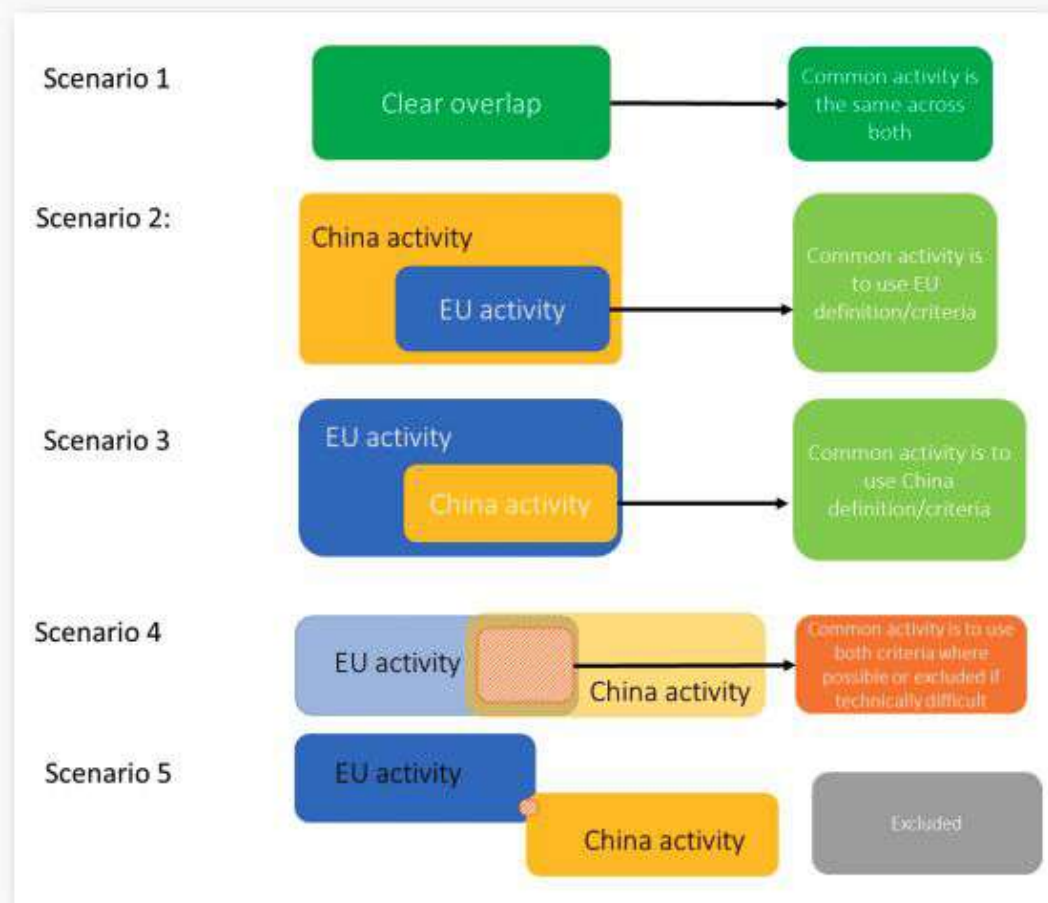 Scenario 1
Clear overlap
Common activity is
the same across
both
Scenario 2:
China activity
EU activity
Common activity is
to use EU
definition/criteria
Scenario 3
EU activity
China activity
Common activity is to
use China
definition/criteria
Scenario 4
EU activity
China activity
Common activity is to use
both criteria where
possible or excluded if
technically difficult
Scenario 5
EU activity
China activity
Excluded